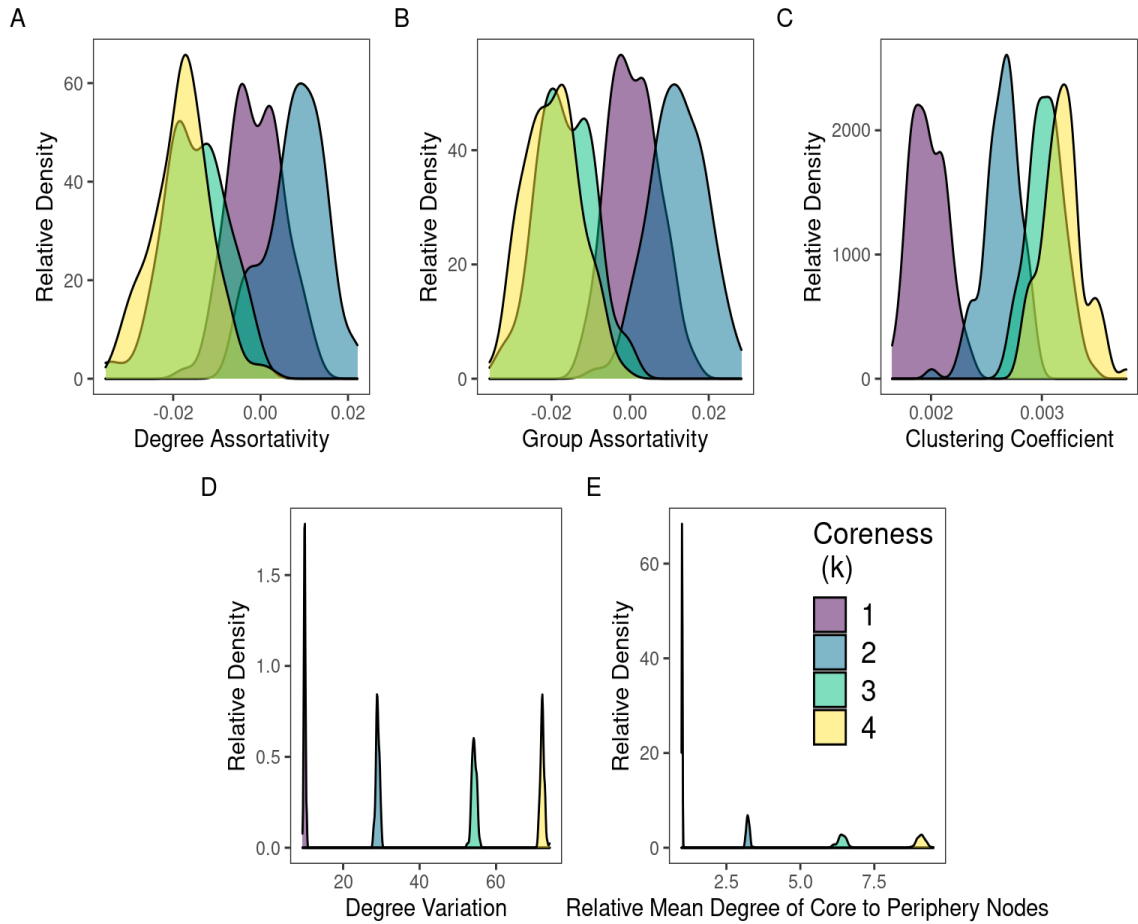 A
Relative Density
60
40
20
0
-0.02
0.00
0.02
Degree Assortativity
B
Relative Density
40
20
0
-0.02
0.00
0.02
Group Assortativity
C
Relative Density
2000
1000
0
0.002
0.003
Clustering Coefficient
D
Relative Density
1.5
1.0
0.5
0.0
20
40
60
Degree Variation
E
Relative Density
60
40
20
0
2.5
5.0
7.5
Relative Mean Degree of Core to Periphery Nodes
Coreness
(k)
1
2
3
4